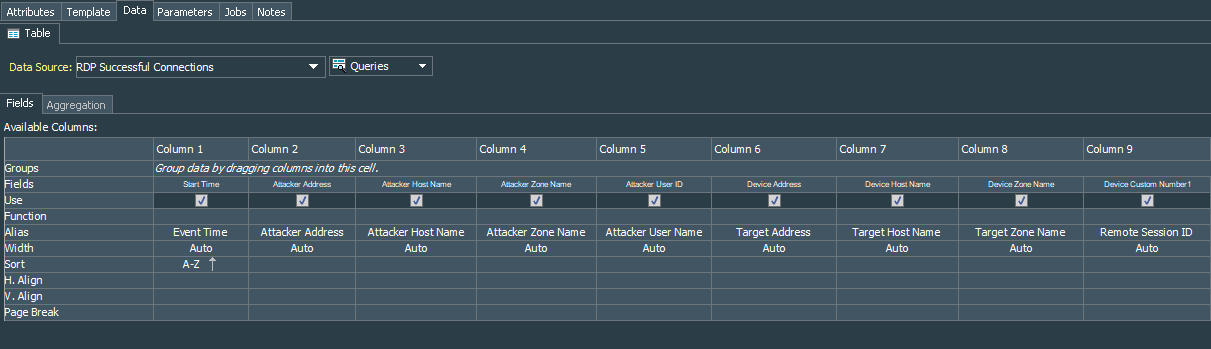 Attributes Template Data Parameters Jobs Notes
Table
Data Source: RDP Successful Connections Queries
Fields Aggregation
Available Columns:
Column 1 Column 2 Column 3 Column 4 Column 5 Column 6 Column 7 Column 8 Column 9
Groups Group data by dragging columns into this cell.
Fields Start Time Attacker Address Attacker Host Name Attacker Zone Name Attacker User ID Device Address Device Host Name Device Zone Name Device Custom Number1
Use
Function
Alias Event Time Attacker Address Attacker Host Name Attacker Zone Name Attacker User Name Target Address Target Host Name Target Zone Name Remote Session ID
Width Auto Auto Auto Auto Auto Auto Auto Auto Auto
Sort A-Z ↑
H. Align
V. Align
Page Break